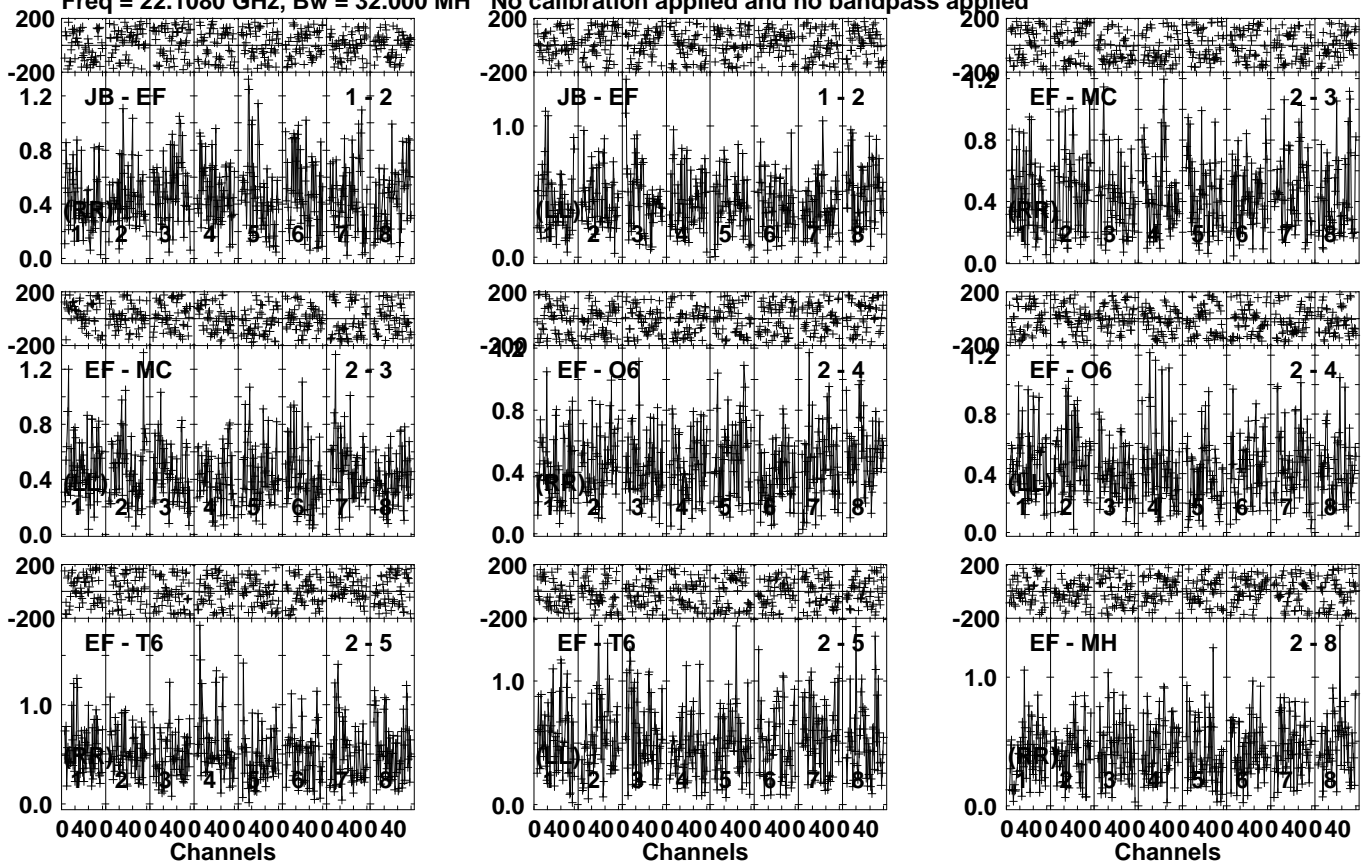 Freq = 22.1080 GHz, Bw = 32.000 MH No calibration applied and no bandpass applied
200 200 200
-200 -200 -200
1.2 JB - EF 1 - 2 JB - EF 1 - 2 1.2 EF - MC 2 - 3
1.0
0.8 0.8
0.4 (RR) (LL) 0.4 (RR)
1 2 3 4 5 6 7 8 1 2 3 4 5 6 7 8 1 2 3 4 5 6 7 8
0.0 0.0 0.0
200 200 200
-200 -200 -200
1.2 EF - MC 2 - 3 1.2 EF - O6 2 - 4 1.2 EF - O6 2 - 4
0.8 0.8 0.8
0.4 (LL) 0.4 (RR) 0.4 (LL)
1 2 3 4 5 6 7 8 1 2 3 4 5 6 7 8 1 2 3 4 5 6 7 8
0.0 0.0 0.0
200 200 200
-200 -200 -200
EF - T6 2 - 5 EF - T6 2 - 5 EF - MH 2 - 8
1.0 1.0 1.0
(RR) (LL) (RR)
1 2 3 4 5 6 7 8 1 2 3 4 5 6 7 8 1 2 3 4 5 6 7 8
0.0 0.0 0.0
0 40 0 40 0 40 0 40 0 40 0 40 0 40 0 40 0 40 0 40 0 40 0 40 0 40 0 40 0 40 0 40 0 40 0 40 0 40 0 40 0 40 0 40 0 40 0 40
Channels Channels Channels